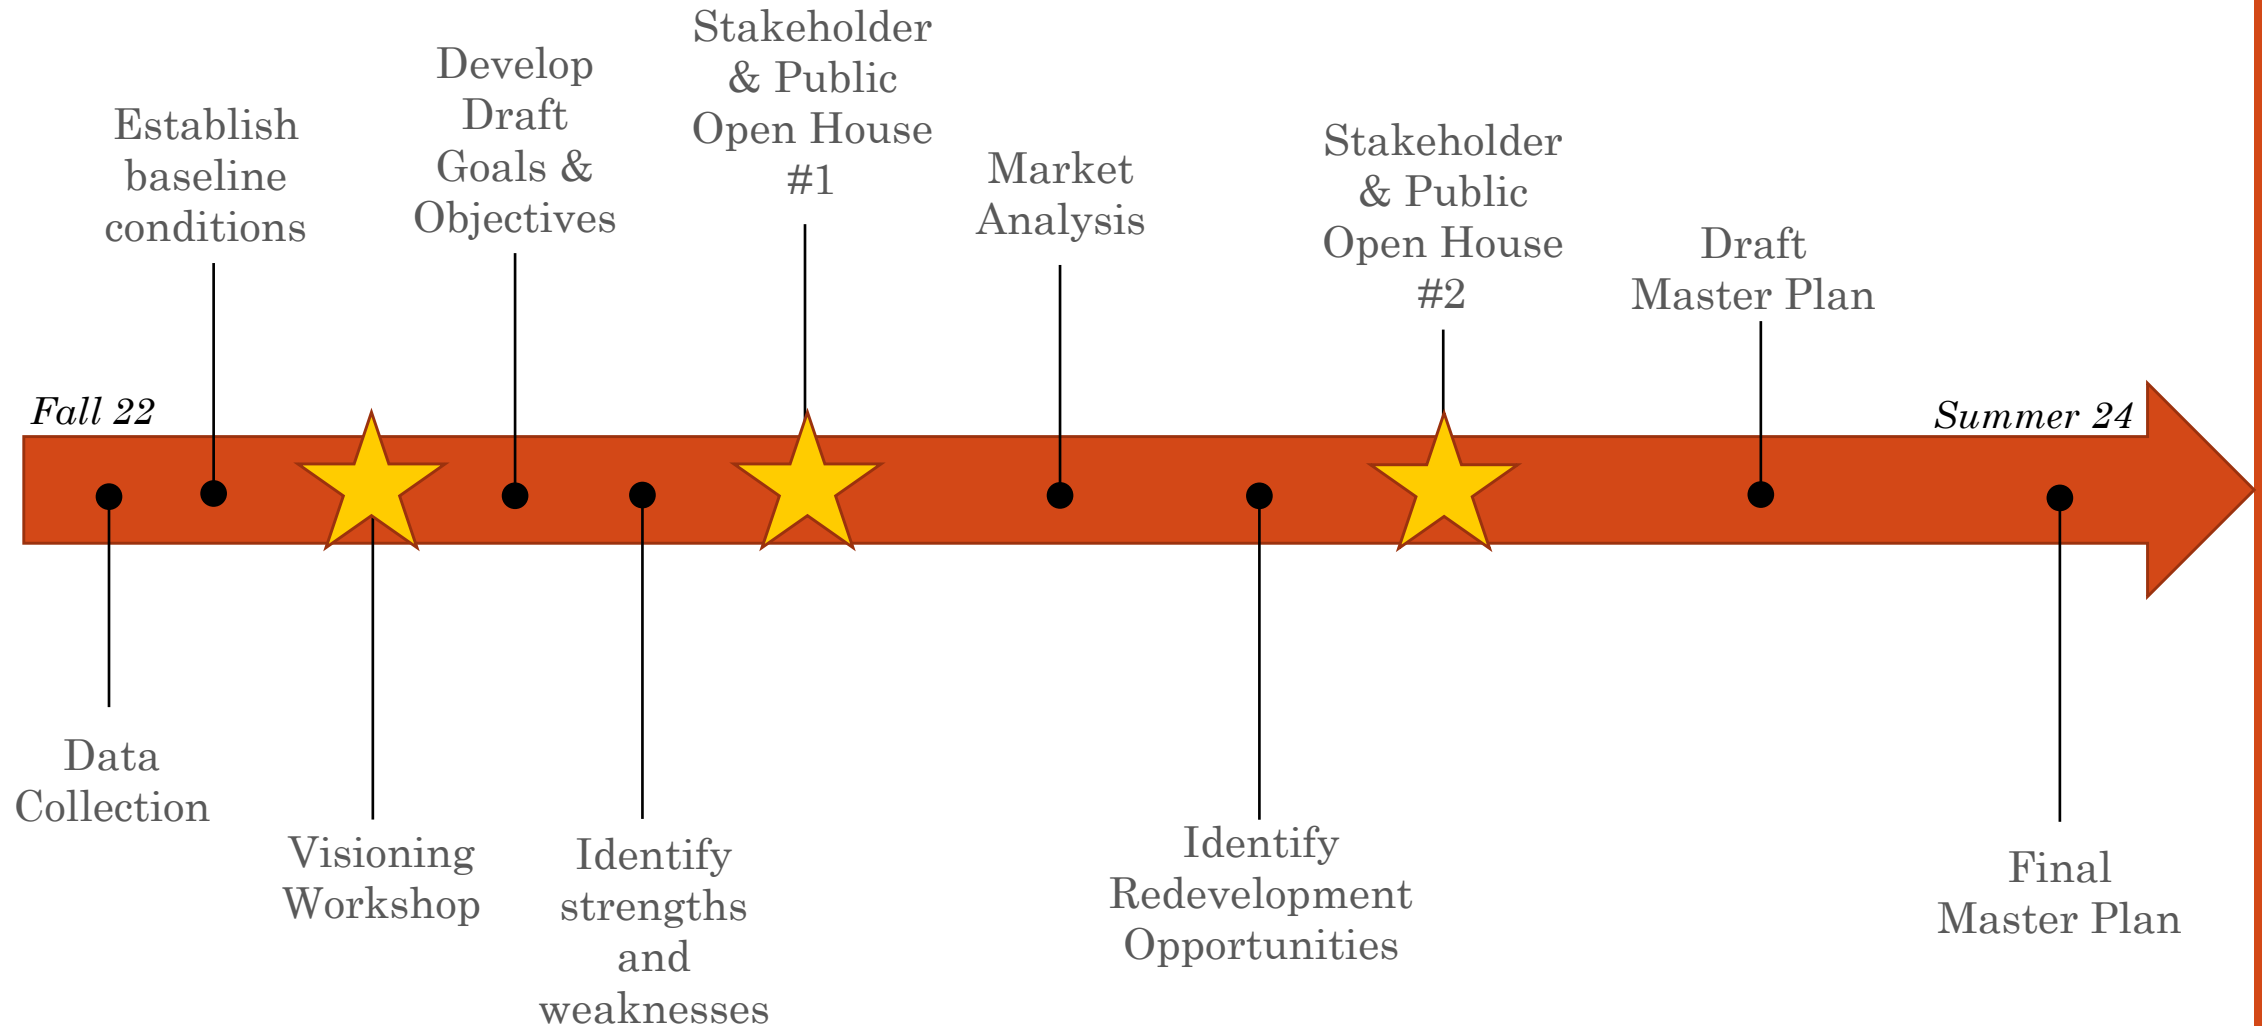 Establish
baseline
conditions
Develop
Draft
Goals &
Objectives
Stakeholder
& Public
Open House
#1
Market
Analysis
Stakeholder
& Public
Open House
#2
Draft
Master Plan
Fall 22
Summer 24
Data
Collection
Visioning
Workshop
Identify
strengths
and
weaknesses
Identify
Redevelopment
Opportunities
Final
Master Plan